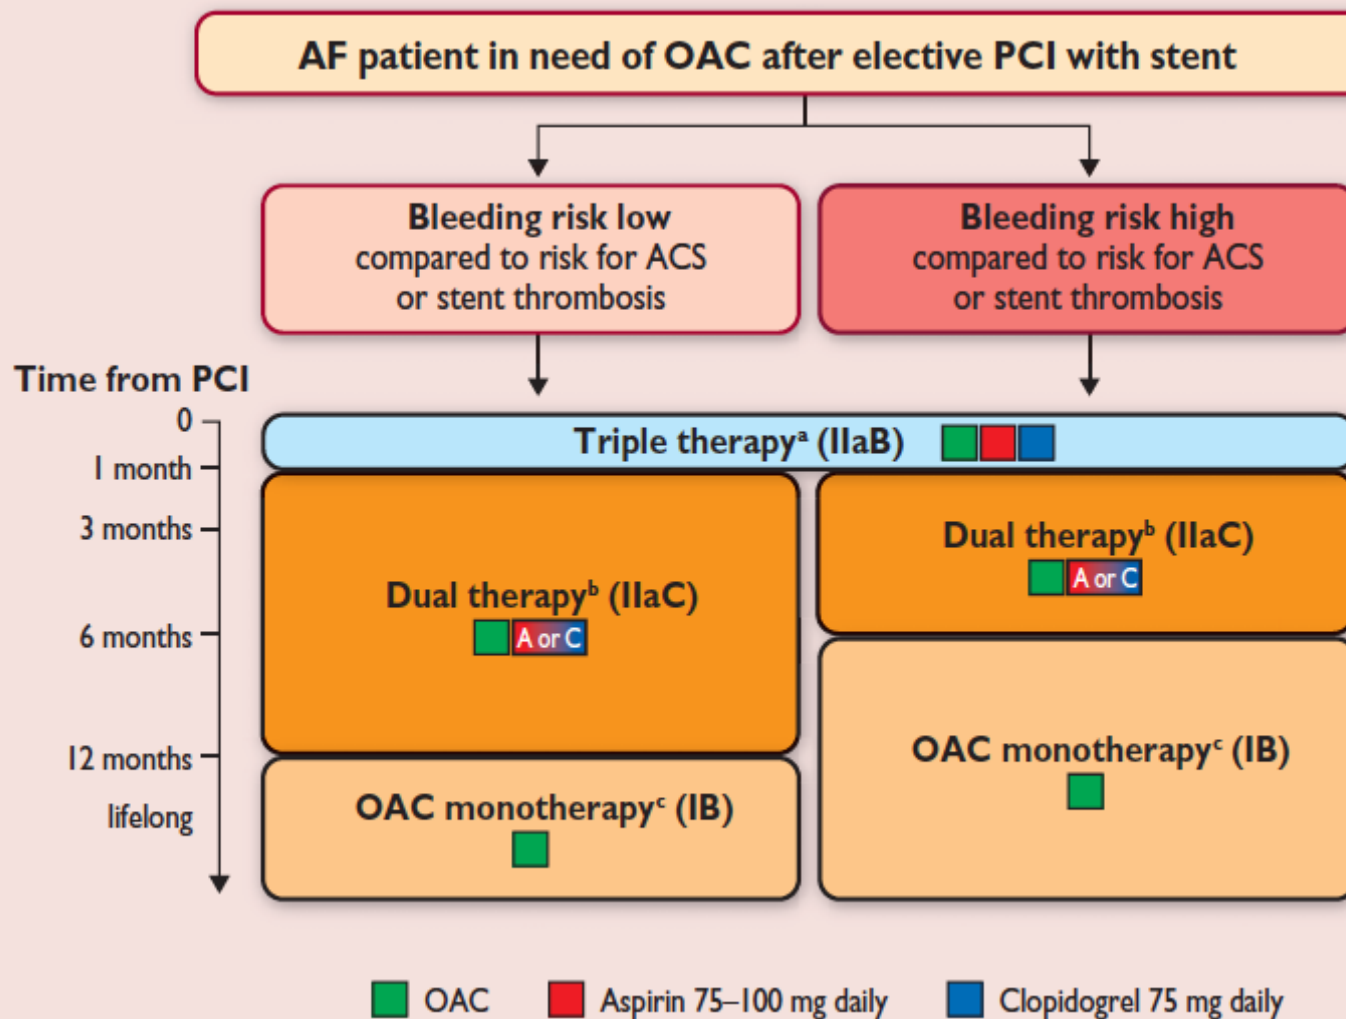 AF patient in need of OAC after elective PCI with stent
Bleeding risk low
compared to risk for ACS
or stent thrombosis
Bleeding risk high
compared to risk for ACS
or stent thrombosis
Time from PCI
0
1 month
3 months
6 months
12 months
lifelong
Triple therapyᵃ (IIaB)
Dual therapyᵇ (IIaC)
A or C
OAC monotherapyᶜ (IB)
Dual therapyᵇ (IIaC)
A or C
OAC monotherapyᶜ (IB)
OAC
Aspirin 75–100 mg daily
Clopidogrel 75 mg daily